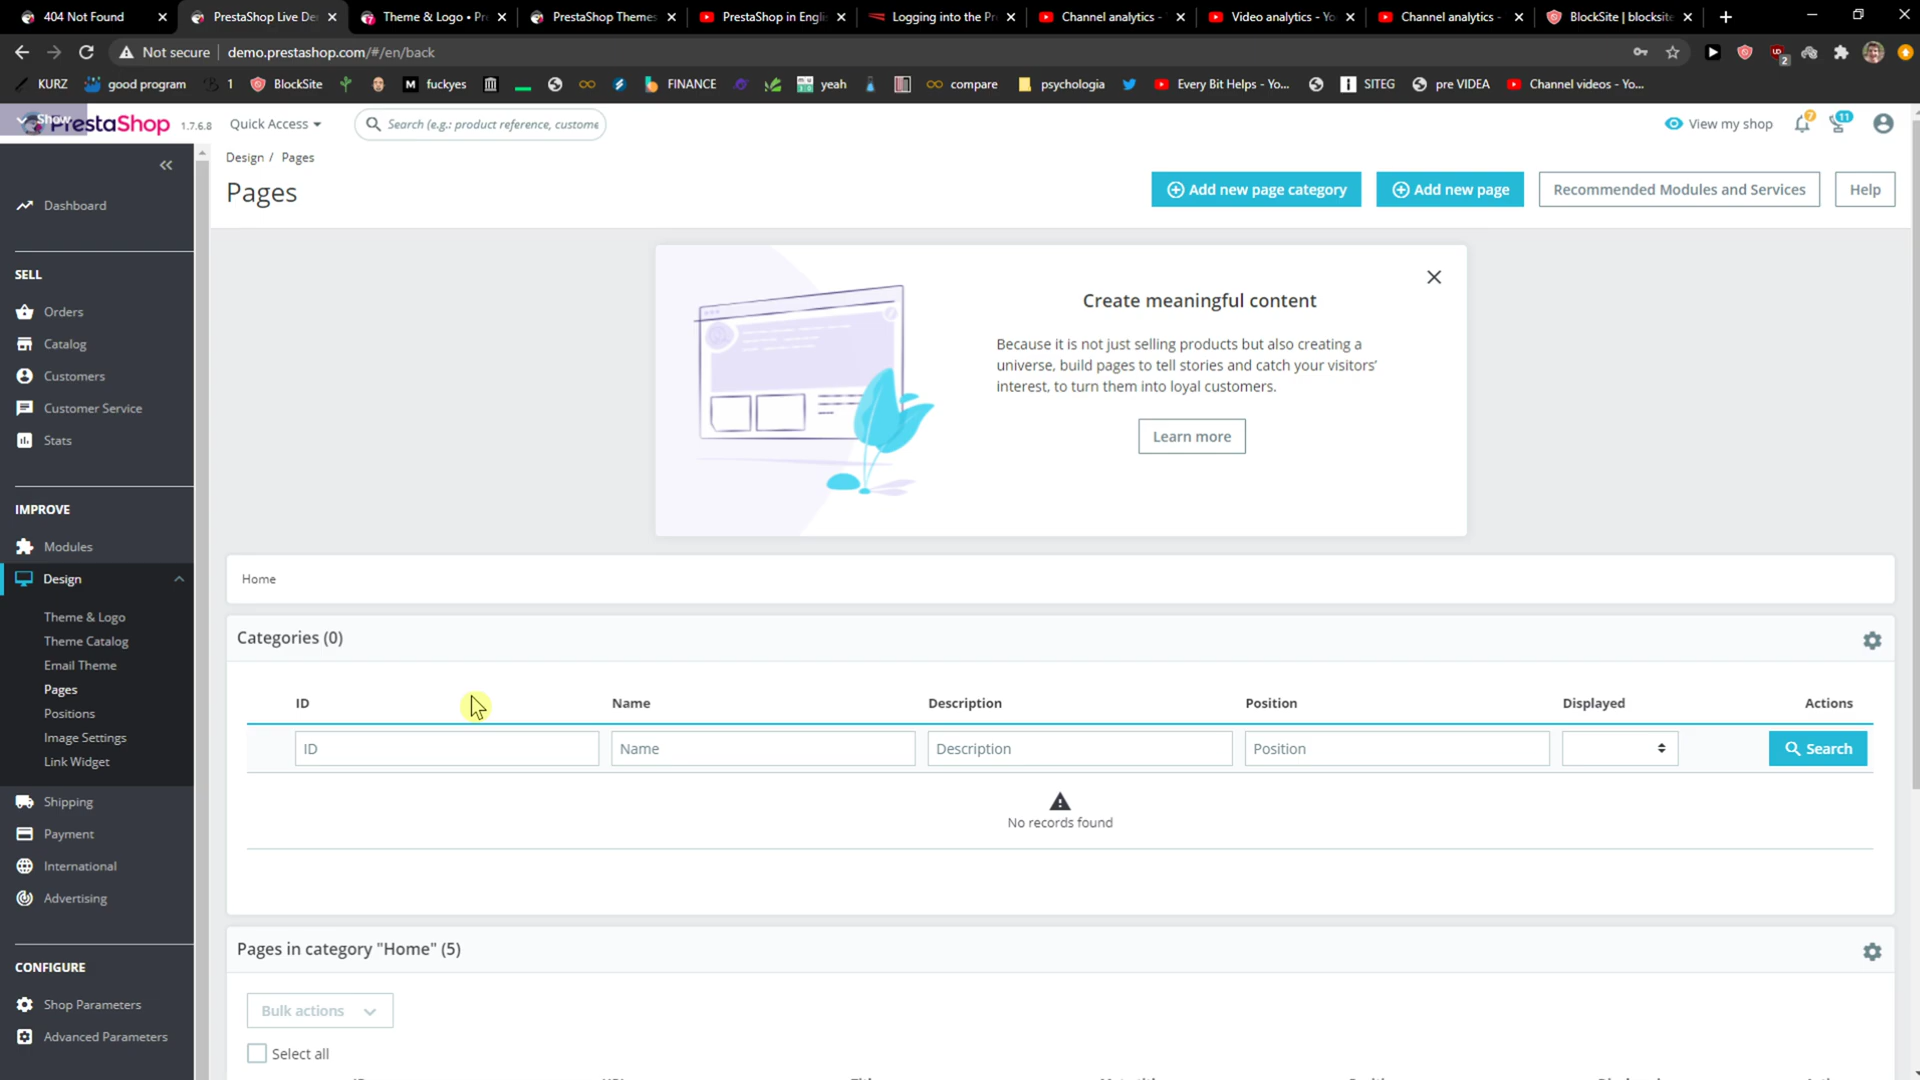 404 Not Found
PrestaShop Live De
Theme & Logo • Pr
PrestaShop Themes
PrestaShop in Engli
Logging into the Pr
Channel analytics -
Video analytics - Yo
Channel analytics -
BlockSite | blocksite
Not secure
demo.prestashop.com/#/en/back
2
KURZ
good program
1
BlockSite
fuckyes
FINANCE
yeah
compare
psychologia
Every Bit Helps - Yo...
SITEG
pre VIDEA
Channel videos - Yo...
Show
PrestaShop
1.7.6.8
Quick Access
Search (e.g.: product reference, custome
View my shop
7
11
Design / Pages
Pages
Add new page category
Add new page
Recommended Modules and Services
Help
Dashboard
SELL
Orders
Catalog
Customers
Customer Service
Stats
IMPROVE
Modules
Design
Theme & Logo
Theme Catalog
Email Theme
Pages
Positions
Image Settings
Link Widget
Shipping
Payment
International
Advertising
CONFIGURE
Shop Parameters
Advanced Parameters
Create meaningful content
Because it is not just selling products but also creating a
universe, build pages to tell stories and catch your visitors'
interest, to turn them into loyal customers.
Learn more
Home
Categories (0)
ID Name Description Position Displayed Actions
ID Name Description Position Search
No records found
Pages in category "Home" (5)
Bulk actions
Select all